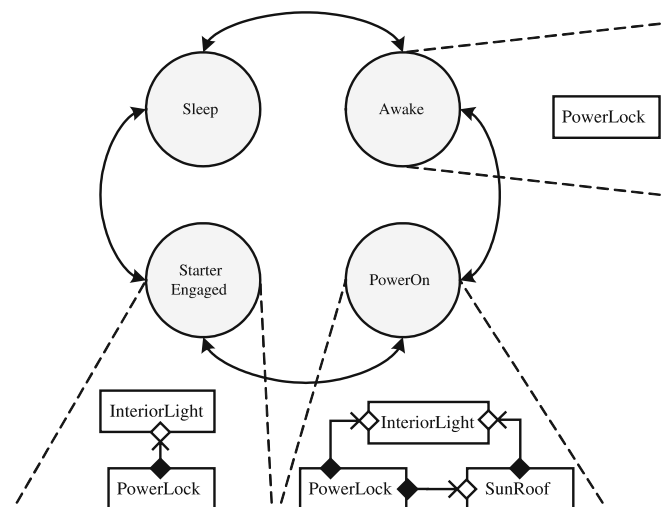 Sleep
Awake
PowerLock
Starter
Engaged
PowerOn
InteriorLight
PowerLock
InteriorLight
PowerLock
SunRoof